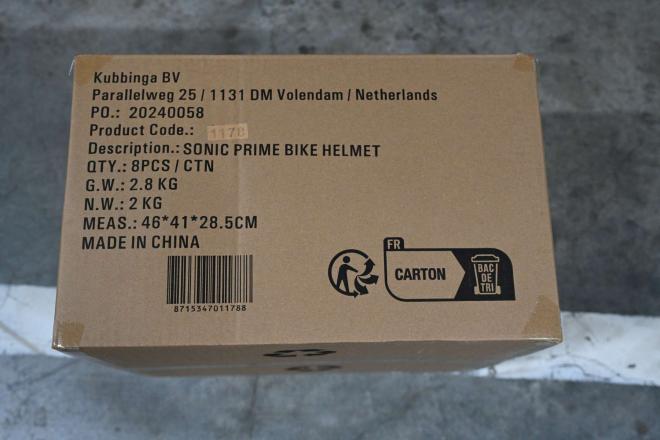 Kubbinga BV
Parallelweg 25 / 1131 DM Volendam / Netherlands
PO.: 20240058
Product Code.: 1178
Description.: SONIC PRIME BIKE HELMET
QTY.: 8PCS / CTN
G.W.: 2.8 KG
N.W.: 2 KG
MEAS.: 46*41*28.5CM
MADE IN CHINA
8715347011788
FR
CARTON
BAC
DE
TRI